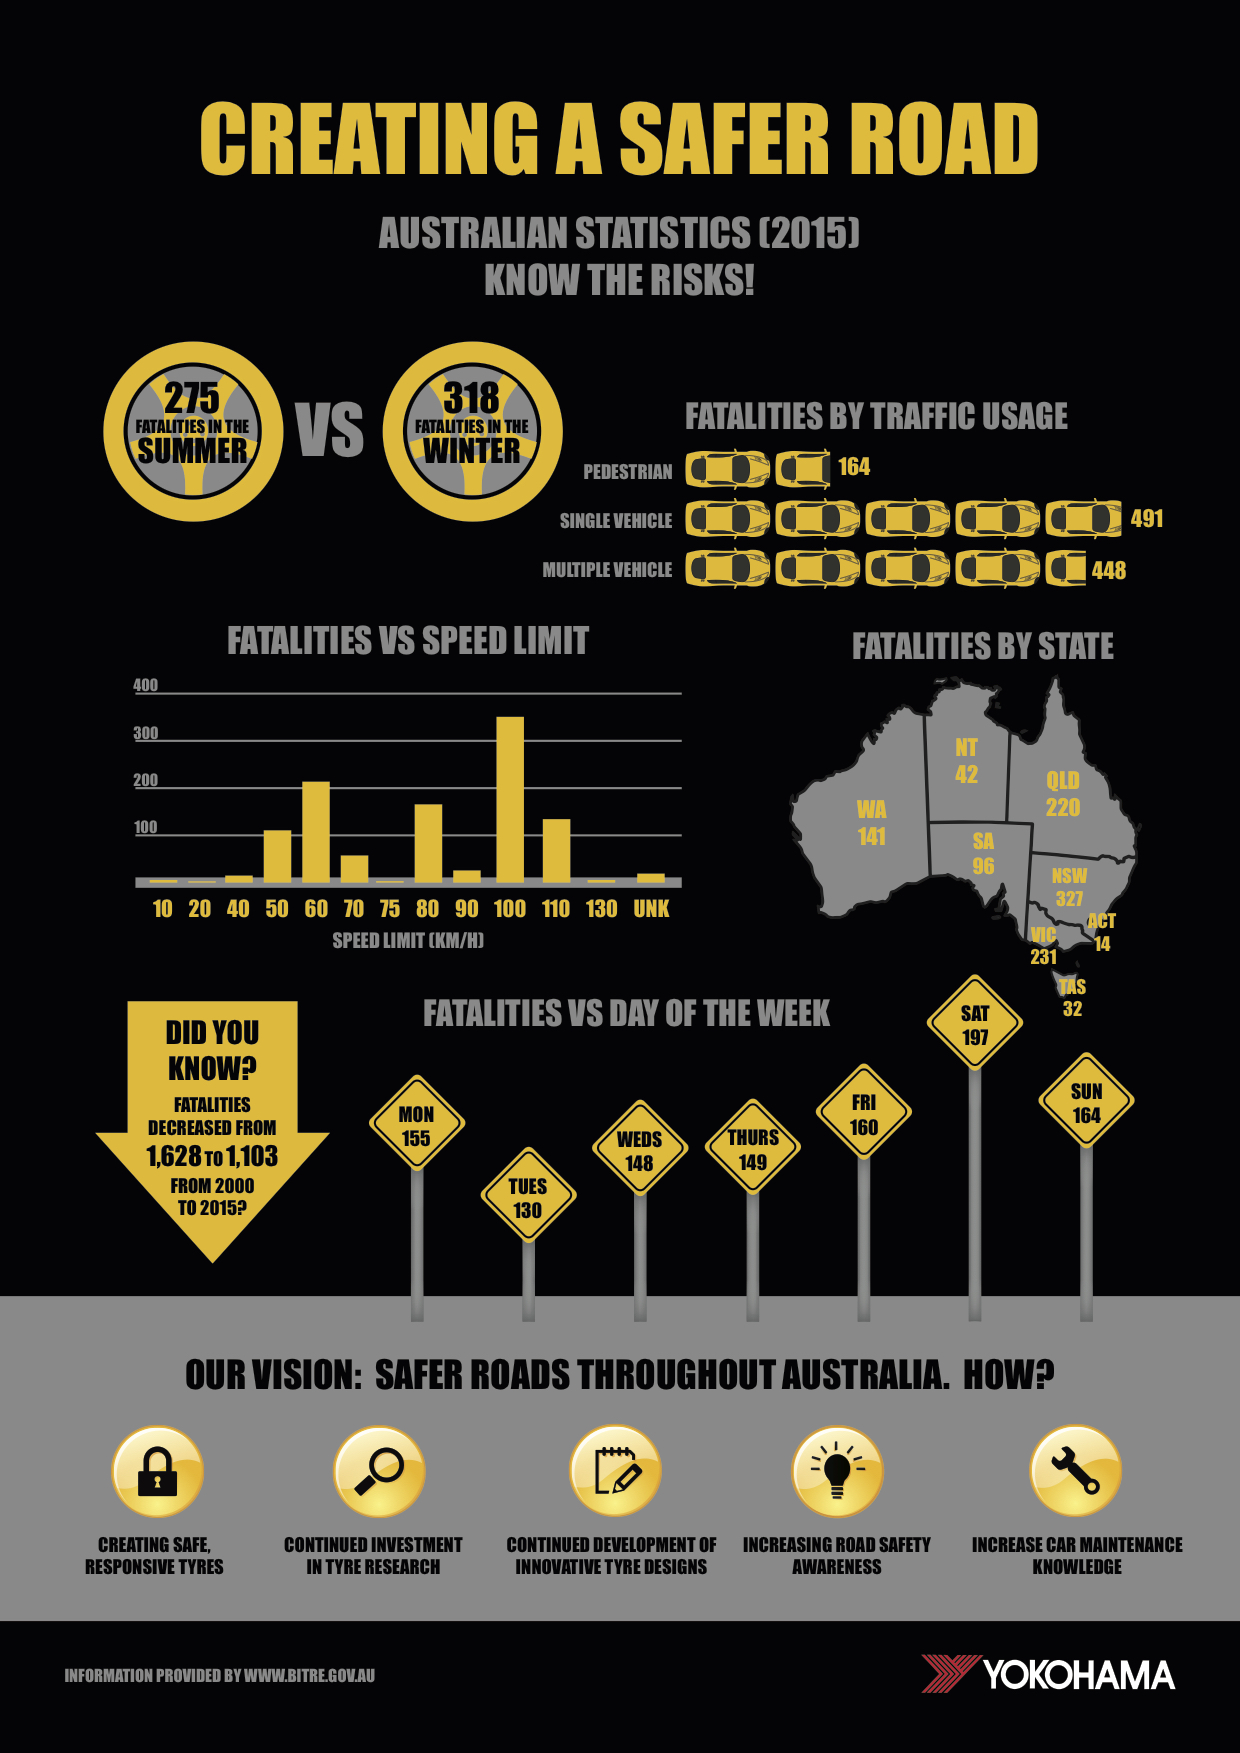 CREATING A SAFER ROAD
AUSTRALIAN STATISTICS (2015)
KNOW THE RISKS!
275
FATALITIES IN THE
SUMMER
VS
318
FATALITIES IN THE
WINTER
FATALITIES BY TRAFFIC USAGE
PEDESTRIAN 164
SINGLE VEHICLE 491
MULTIPLE VEHICLE 448
FATALITIES VS SPEED LIMIT
400
300
200
100
10 20 40 50 60 70 75 80 90 100 110 130 UNK
SPEED LIMIT (KM/H)
FATALITIES BY STATE
NT
42
QLD
220
WA
141
SA
96
NSW
327
ACT
14
VIC
231
TAS
32
DID YOU
KNOW?
FATALITIES
DECREASED FROM
1,628 TO 1,103
FROM 2000
TO 2015?
FATALITIES VS DAY OF THE WEEK
MON
155
TUES
130
WEDS
148
THURS
149
FRI
160
SAT
197
SUN
164
OUR VISION: SAFER ROADS THROUGHOUT AUSTRALIA. HOW?
CREATING SAFE,
RESPONSIVE TYRES
CONTINUED INVESTMENT
IN TYRE RESEARCH
CONTINUED DEVELOPMENT OF
INNOVATIVE TYRE DESIGNS
INCREASING ROAD SAFETY
AWARENESS
INCREASE CAR MAINTENANCE
KNOWLEDGE
INFORMATION PROVIDED BY WWW.BITRE.GOV.AU
YOKOHAMA